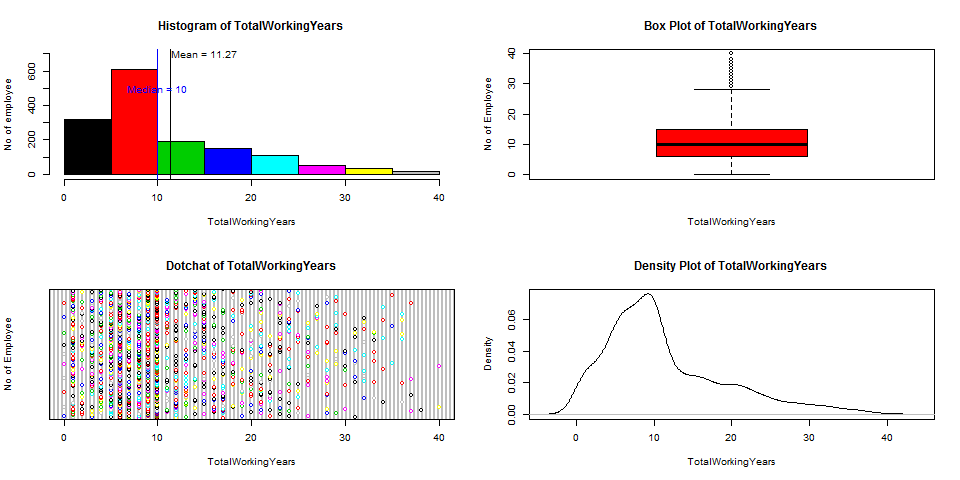 Histogram of TotalWorkingYears
Mean = 11.27
Median = 10
No of employee
0 200 400 600
0 10 20 30 40
TotalWorkingYears
Box Plot of TotalWorkingYears
No of Employee
0 10 20 30 40
TotalWorkingYears
Dotchat of TotalWorkingYears
No of Employee
0 10 20 30 40
TotalWorkingYears
Density Plot of TotalWorkingYears
Density
0.00 0.02 0.04 0.06
0 10 20 30 40
TotalWorkingYears